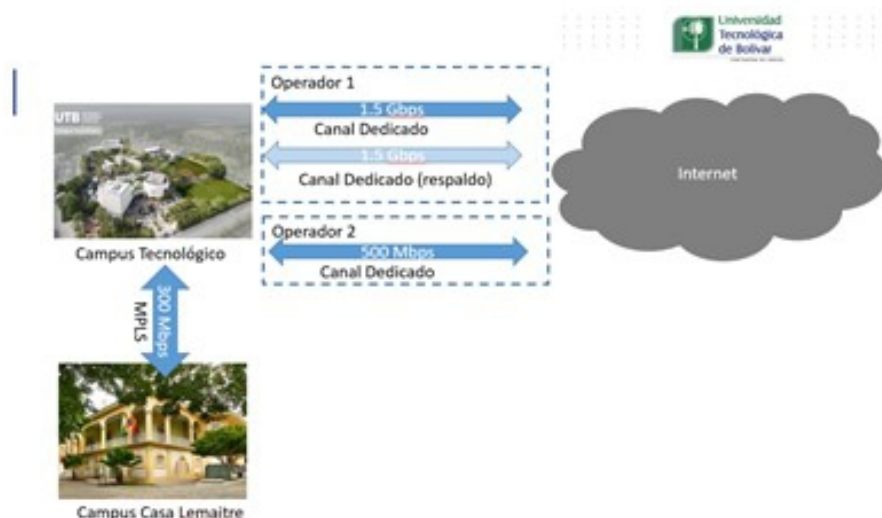 Universidad
Tecnológica
de Bolívar
UTB
Operador 1
1.5 Gbps
Canal Dedicado
1.5 Gbps
Canal Dedicado (respaldo)
Internet
Campus Tecnológico
Operador 2
500 Mbps
Canal Dedicado
300 Mbps
MPLS
Campus Casa Lemaitre